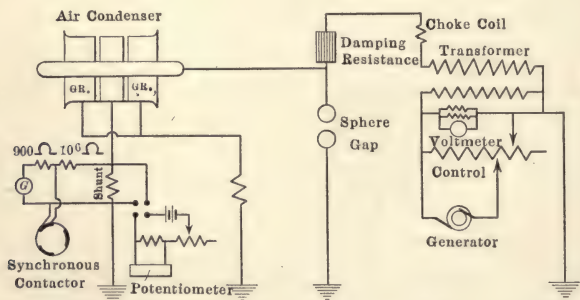 Air Condenser
GR.
GR.
900 Ω 10⁶ Ω
G
Shunt
Synchronous
Contactor
Potentiometer
Damping
Resistance
Sphere
Gap
Choke Coil
Transformer
Voltmeter
Control
Generator